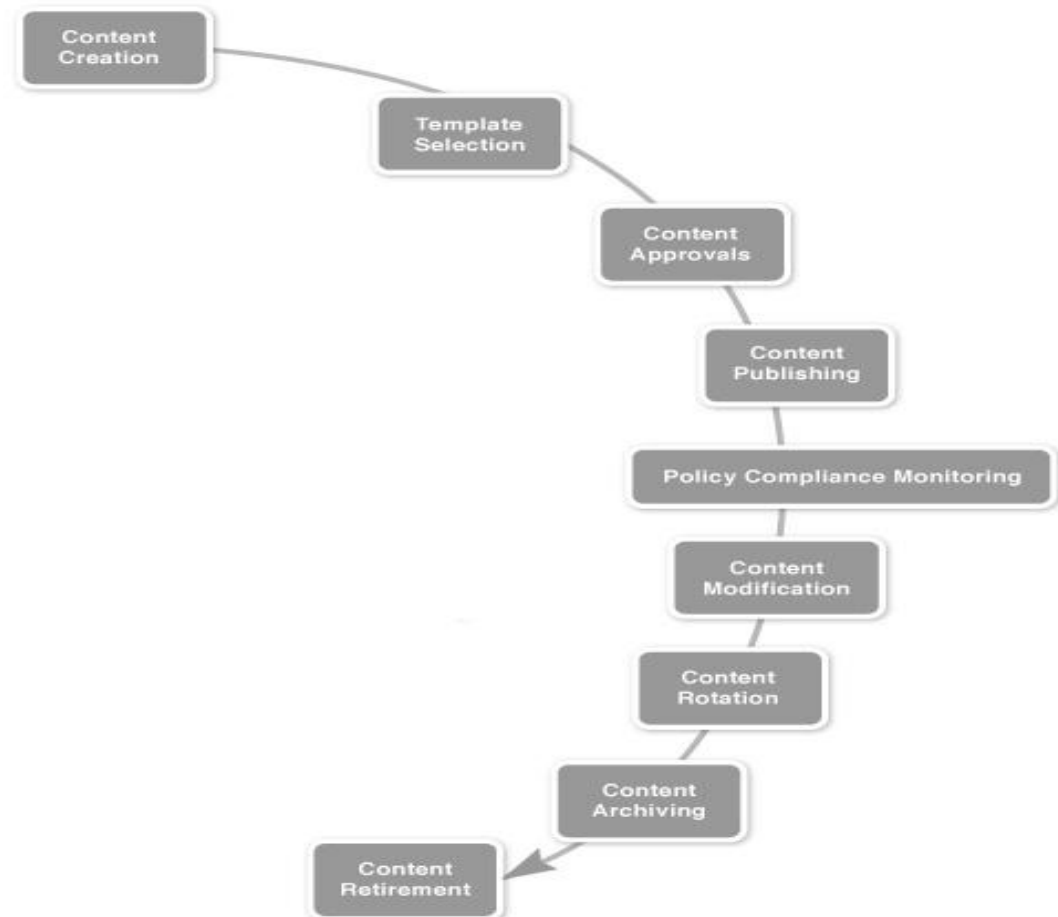 Content
Creation
Template
Selection
Content
Approvals
Content
Publishing
Policy Compliance Monitoring
Content
Modification
Content
Rotation
Content
Archiving
Content
Retirement